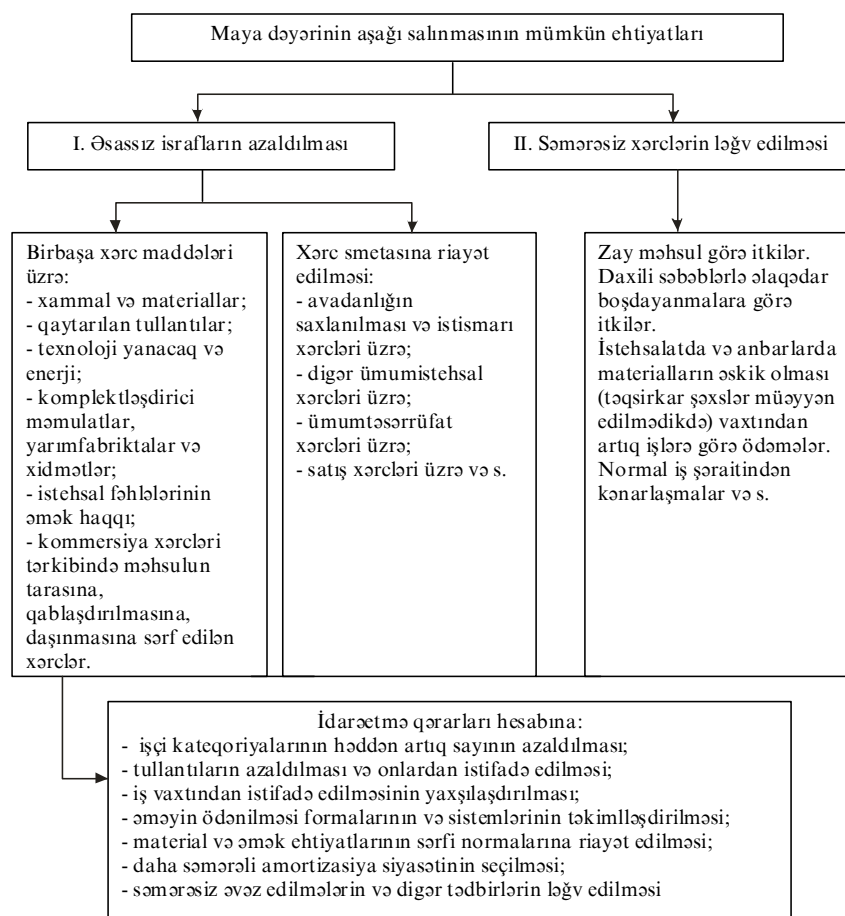 Maya dəyərinin aşağı salınmasının mümkün ehtiyatları
I. Əsassız israfların azaldılması
II. Səmərəsiz xərclərin ləğv edilməsi
Birbaşa xərc maddələri
üzrə:
- xammal və materiallar;
- qaytarılan tullantılar;
- texnoloji yanacaq və
enerji;
- komplektləşdirici
məmulatlar,
yarımfabriktalar və
xidmətlər;
- istehsal fəhlələrinin
əmək haqqı;
- kommersiya xərcləri
tərkibində məhsulun
tarasına,
qablaşdırılmasına,
daşınmasına sərf edilən
xərclər.
Xərc smetasına riayət
edilməsi:
- avadanlığın
saxlanılması və istismarı
xərcləri üzrə;
- digər ümumistehsal
xərcləri üzrə;
- ümumtəsərrüfat
xərcləri üzrə;
- satış xərcləri üzrə və s.
Zay məhsul görə itkilər.
Daxili səbəblərlə əlaqədar
boşdayanmalara görə
itkilər.
İstehsalatda və anbarlarda
materialların əskik olması
(təqsirkar şəxslər müəyyən
edilmədikdə) vaxtından
artıq işlərə görə ödəmələr.
Normal iş şəraitindən
kənarlaşmalar və s.
İdarəetmə qərarları hesabına:
- işçi kateqoriyalarının həddən artıq sayının azaldılması;
- tullantıların azaldılması və onlardan istifadə edilməsi;
- iş vaxtından istifadə edilməsinin yaxşılaşdırılması;
- əməyin ödənilməsi formalarının və sistemlərinin təkimlləşdirilməsi;
- material və əmək ehtiyatlarının sərfi normalarına riayət edilməsi;
- daha səmərəli amortizasiya siyasətinin seçilməsi;
- səmərəsiz əvəz edilmələrin və digər tədbirlərin ləğv edilməsi